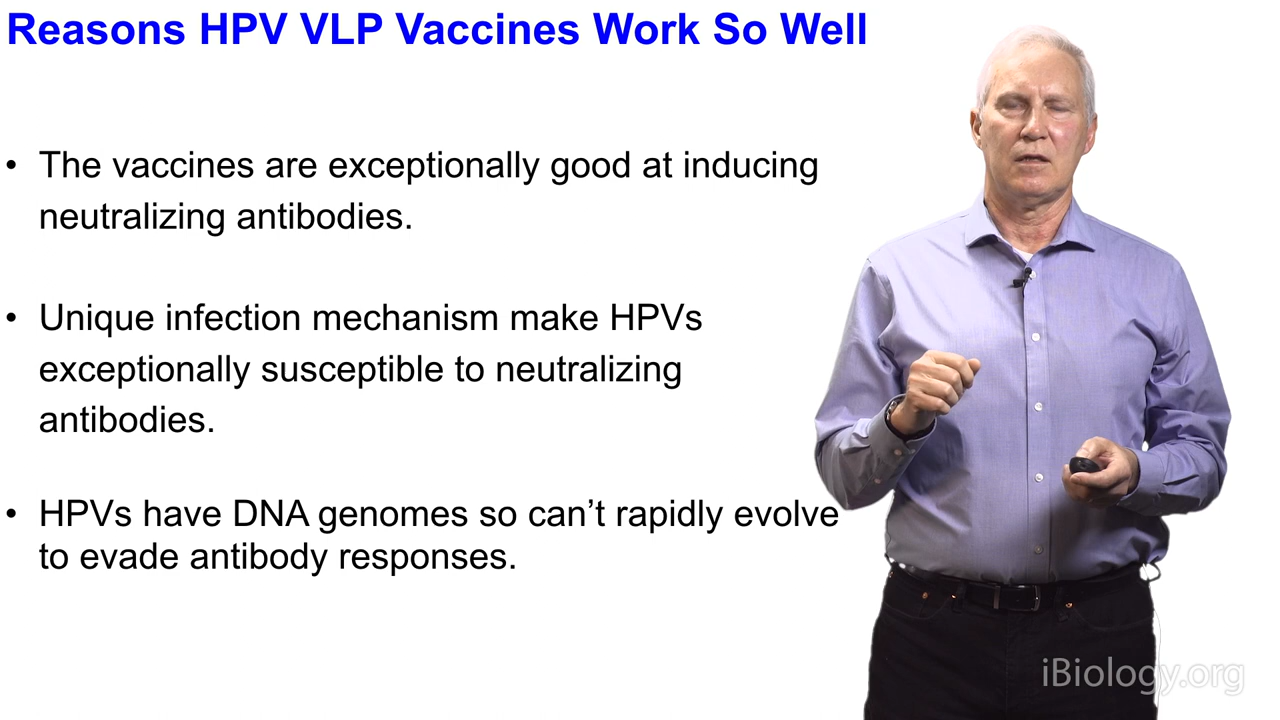 Reasons HPV VLP Vaccines Work So Well
• The vaccines are exceptionally good at inducing
neutralizing antibodies.
• Unique infection mechanism make HPVs
exceptionally susceptible to neutralizing
antibodies.
• HPVs have DNA genomes so can’t rapidly evolve
to evade antibody responses.
iBiology.org